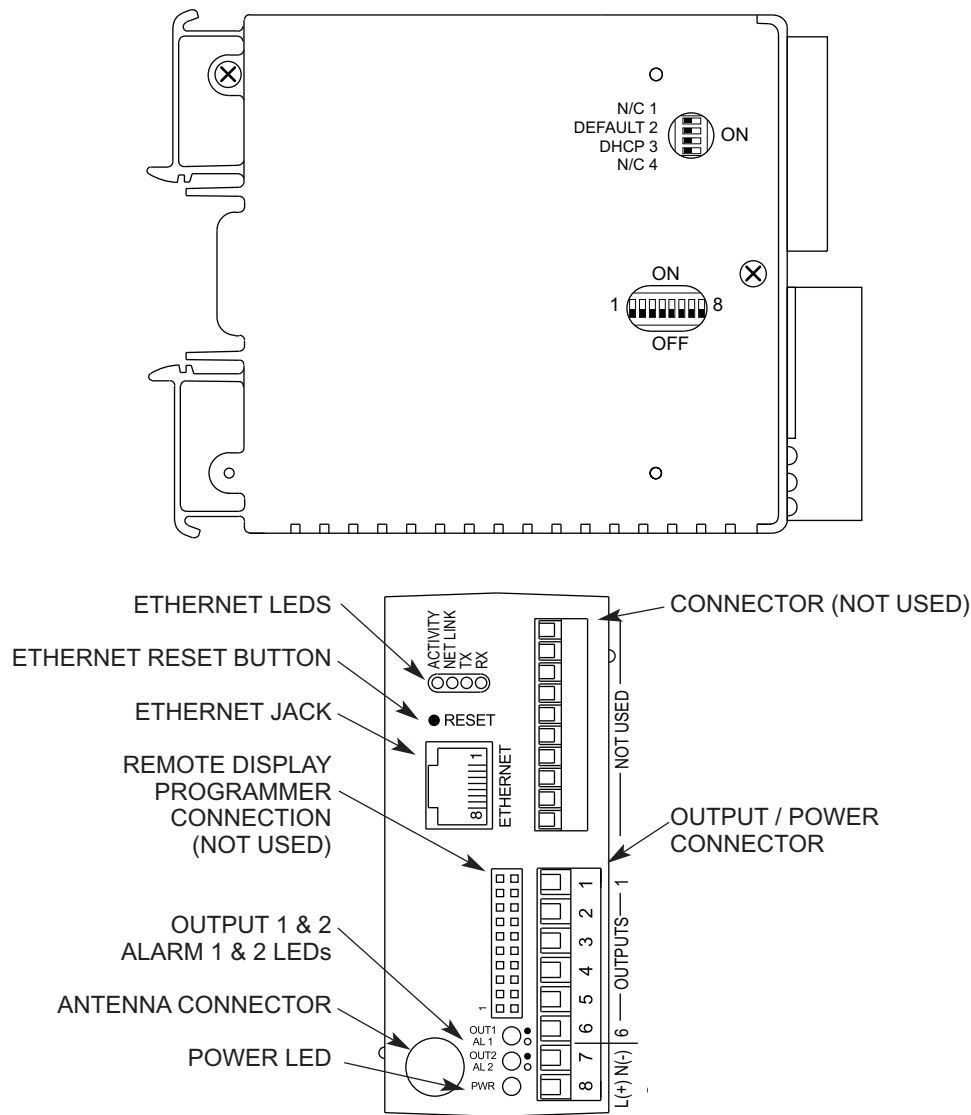 N/C 1
DEFAULT 2
DHCP 3
N/C 4
ON
ON
1
8
OFF
ETHERNET LEDS
ETHERNET RESET BUTTON
ETHERNET JACK
REMOTE DISPLAY
PROGRAMMER
CONNECTION
(NOT USED)
OUTPUT 1 & 2
ALARM 1 & 2 LEDs
ANTENNA CONNECTOR
POWER LED
ACTIVITY
NET LINK
TX
RX
RESET
1
8
ETHERNET
1
OUT1
AL 1
OUT2
AL 2
PWR
CONNECTOR (NOT USED)
NOT USED
OUTPUT / POWER
CONNECTOR
1
2
3
4
5
6
7
8
1
OUTPUTS
6
N(-)
L(+)